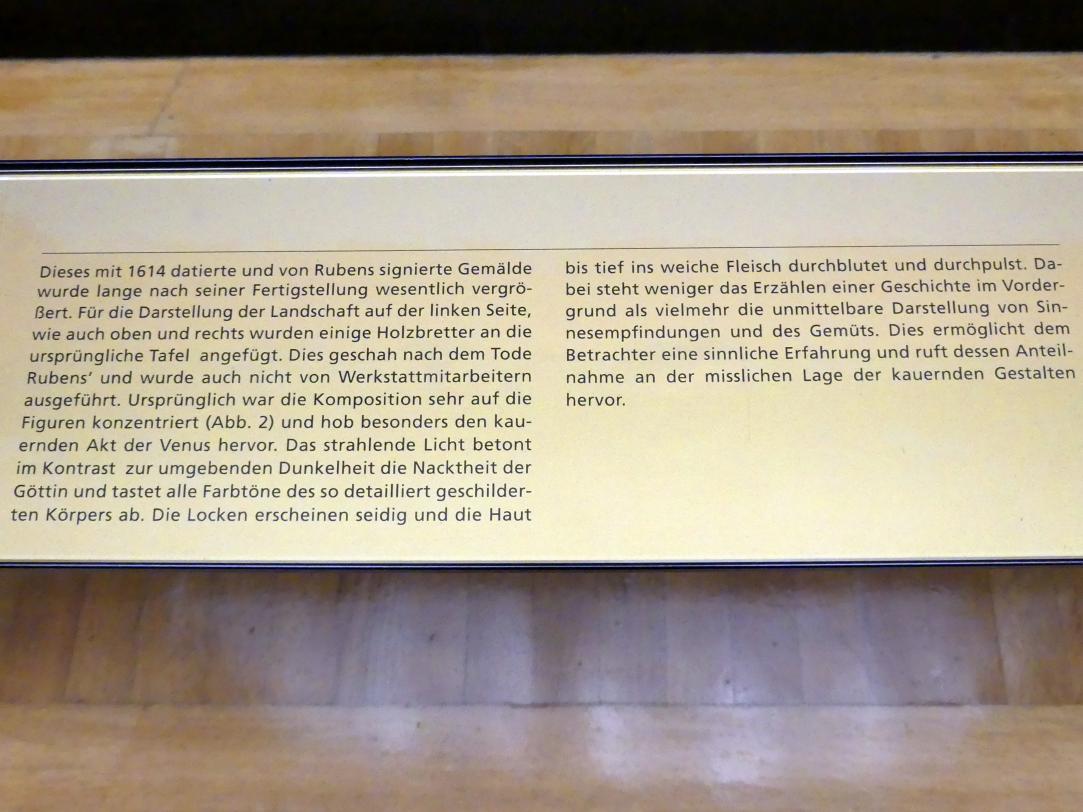 Dieses mit 1614 datierte und von Rubens signierte Gemälde
wurde lange nach seiner Fertigstellung wesentlich vergrö-
ßert. Für die Darstellung der Landschaft auf der linken Seite,
wie auch oben und rechts wurden einige Holzbretter an die
ursprüngliche Tafel angefügt. Dies geschah nach dem Tode
Rubens’ und wurde auch nicht von Werkstattmitarbeitern
ausgeführt. Ursprünglich war die Komposition sehr auf die
Figuren konzentriert (Abb. 2) und hob besonders den kau-
ernden Akt der Venus hervor. Das strahlende Licht betont
im Kontrast zur umgebenden Dunkelheit die Nacktheit der
Göttin und tastet alle Farbtöne des so detailliert geschilder-
ten Körpers ab. Die Locken erscheinen seidig und die Haut
bis tief ins weiche Fleisch durchblutet und durchpulst. Da-
bei steht weniger das Erzählen einer Geschichte im Vorder-
grund als vielmehr die unmittelbare Darstellung von Sin-
nesempfindungen und des Gemüts. Dies ermöglicht dem
Betrachter eine sinnliche Erfahrung und ruft dessen Anteil-
nahme an der misslichen Lage der kauernden Gestalten
hervor.